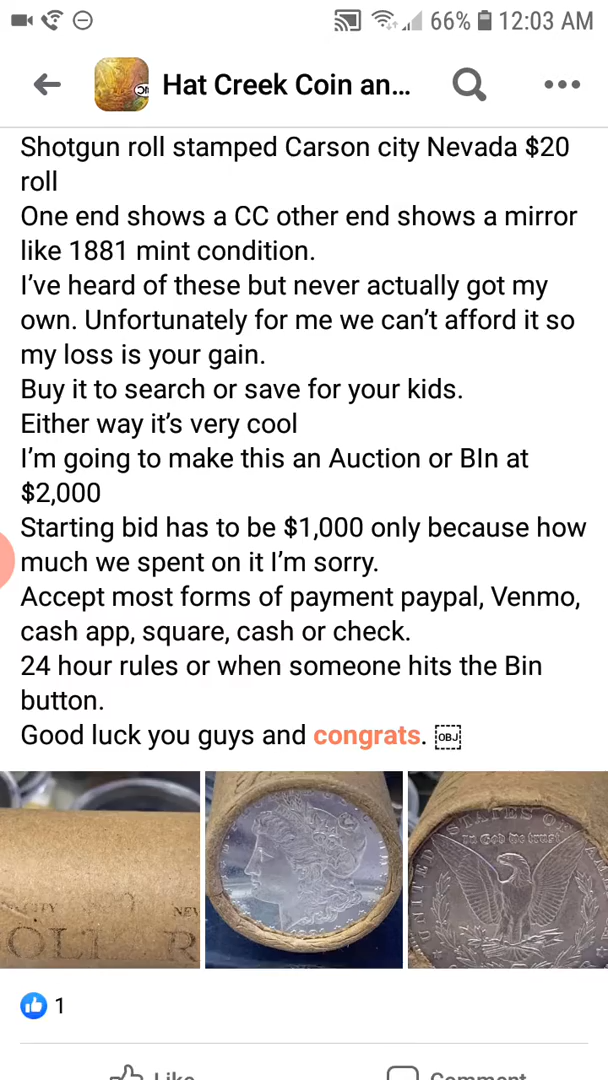 66% 12:03 AM
Hat Creek Coin an...
Shotgun roll stamped Carson city Nevada $20
roll
One end shows a CC other end shows a mirror
like 1881 mint condition.
I've heard of these but never actually got my
own. Unfortunately for me we can't afford it so
my loss is your gain.
Buy it to search or save for your kids.
Either way it's very cool
I'm going to make this an Auction or BIn at
$2,000
Starting bid has to be $1,000 only because how
much we spent on it I'm sorry.
Accept most forms of payment paypal, Venmo,
cash app, square, cash or check.
24 hour rules or when someone hits the Bin
button.
Good luck you guys and congrats. OBJ
UNITED STATES OF
In God We trust
1
Like Comment